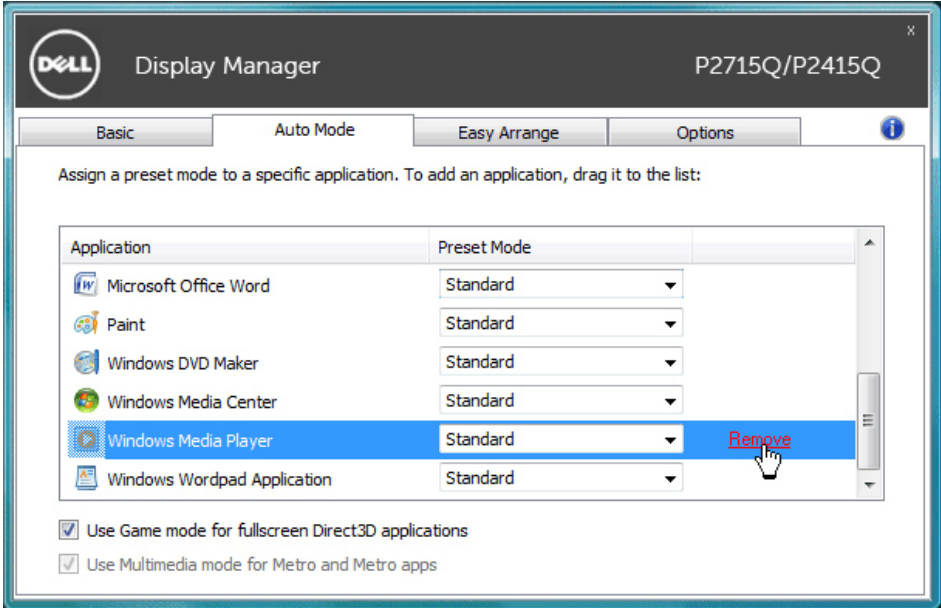 DELL Display Manager P2715Q/P2415Q x
Basic Auto Mode Easy Arrange Options i
Assign a preset mode to a specific application. To add an application, drag it to the list:
Application Preset Mode
Microsoft Office Word Standard
Paint Standard
Windows DVD Maker Standard
Windows Media Center Standard
Windows Media Player Standard Remove
Windows Wordpad Application Standard
Use Game mode for fullscreen Direct3D applications
Use Multimedia mode for Metro and Metro apps